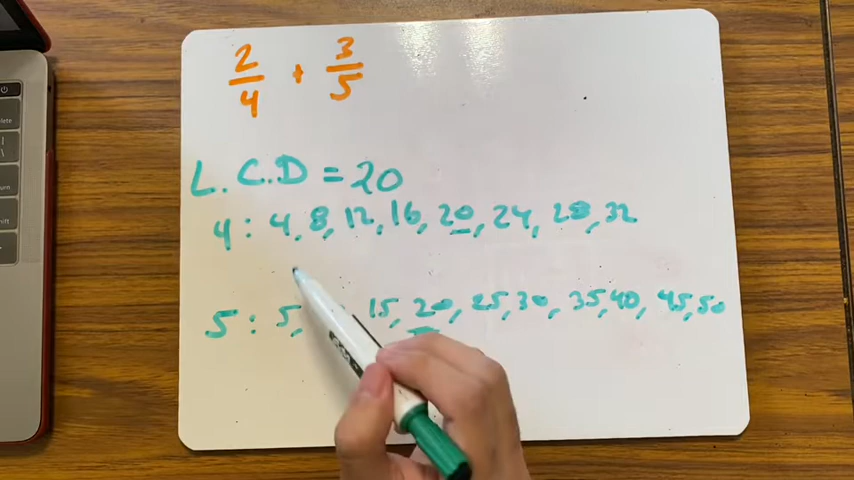 2/4 + 3/5
L.C.D = 20
4: 4, 8, 12, 16, 20, 24, 28, 32
5: 5, 15, 20, 25, 30, 35, 40, 45, 50